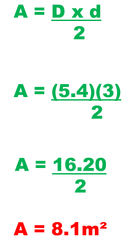 A = D x d
2
A = (5.4)(3)
2
A = 16.20
2
A = 8.1m²